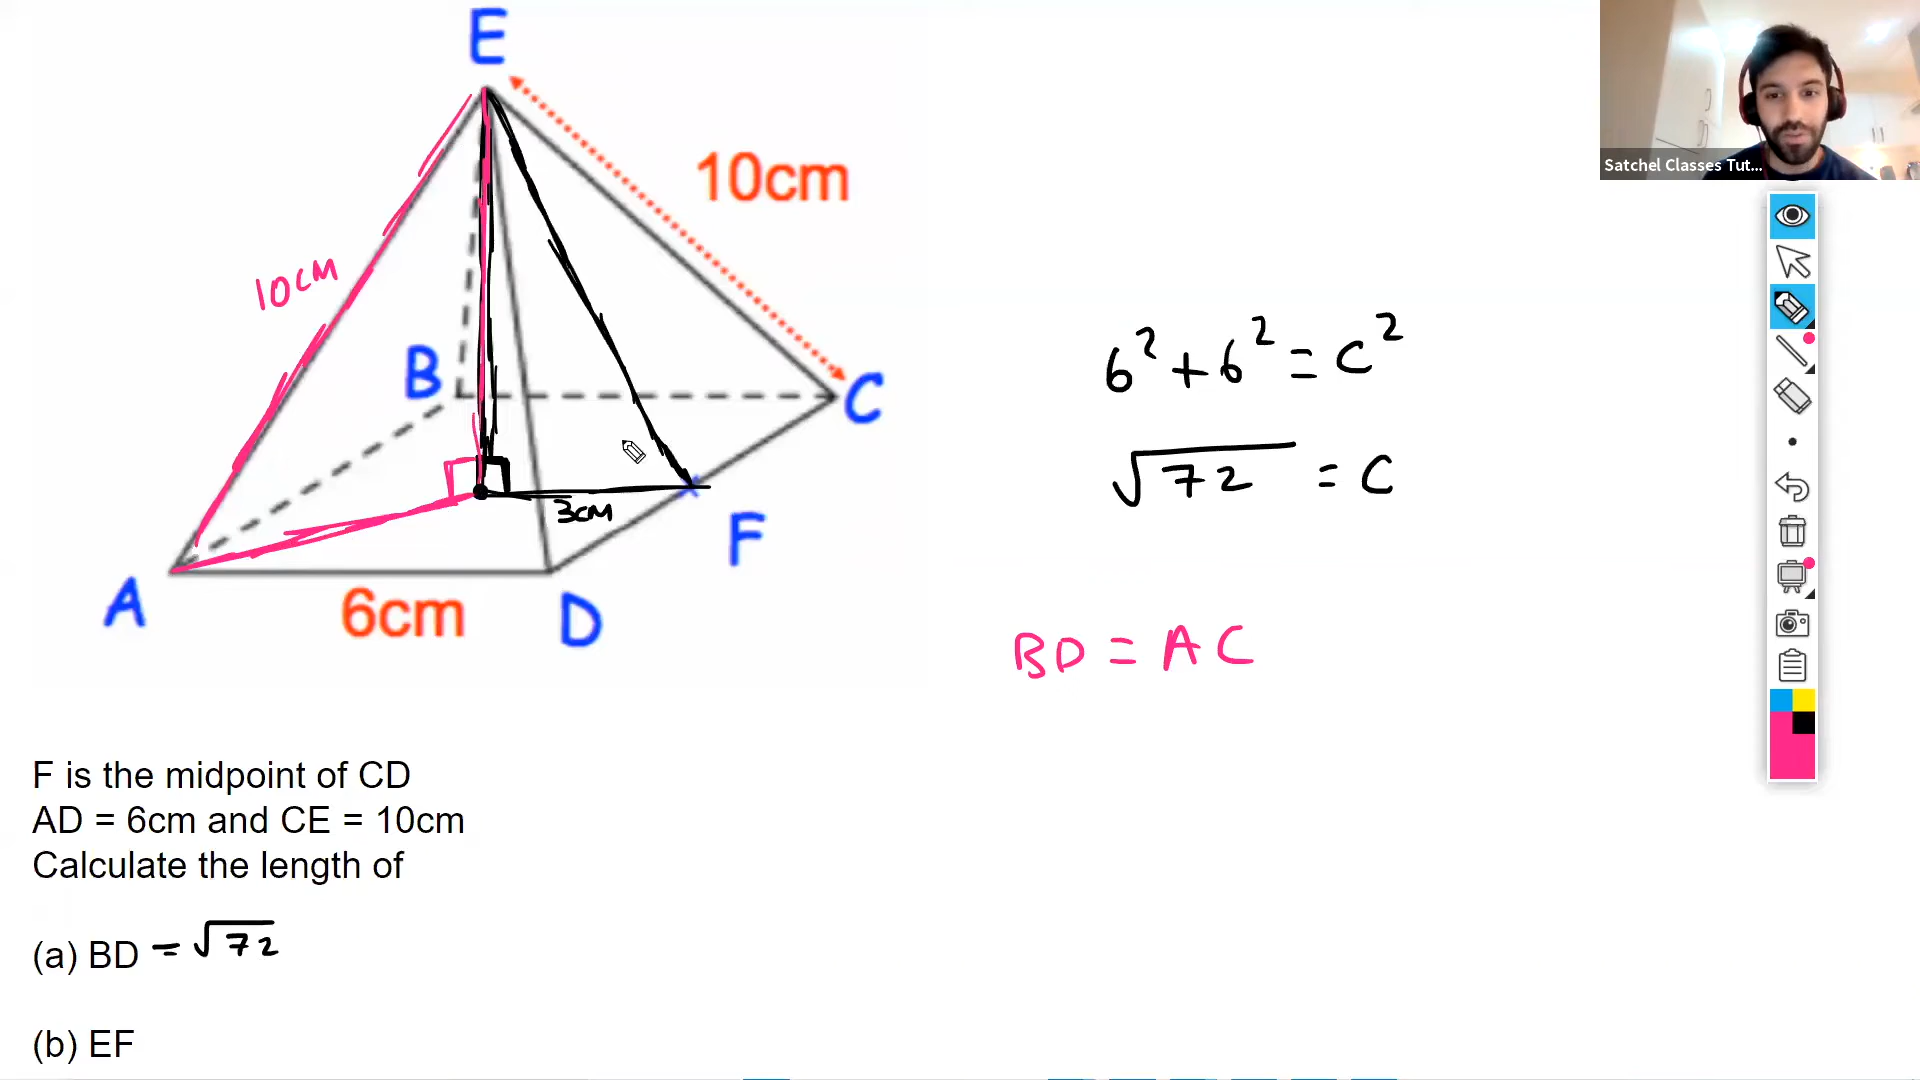 E
10cm
Satchel Classes Tut...
10CM
B
C
6² + 6² = C²
√72 = C
3cm
F
A
6cm
D
BD = AC
F is the midpoint of CD
AD = 6cm and CE = 10cm
Calculate the length of
(a) BD = √72
(b) EF